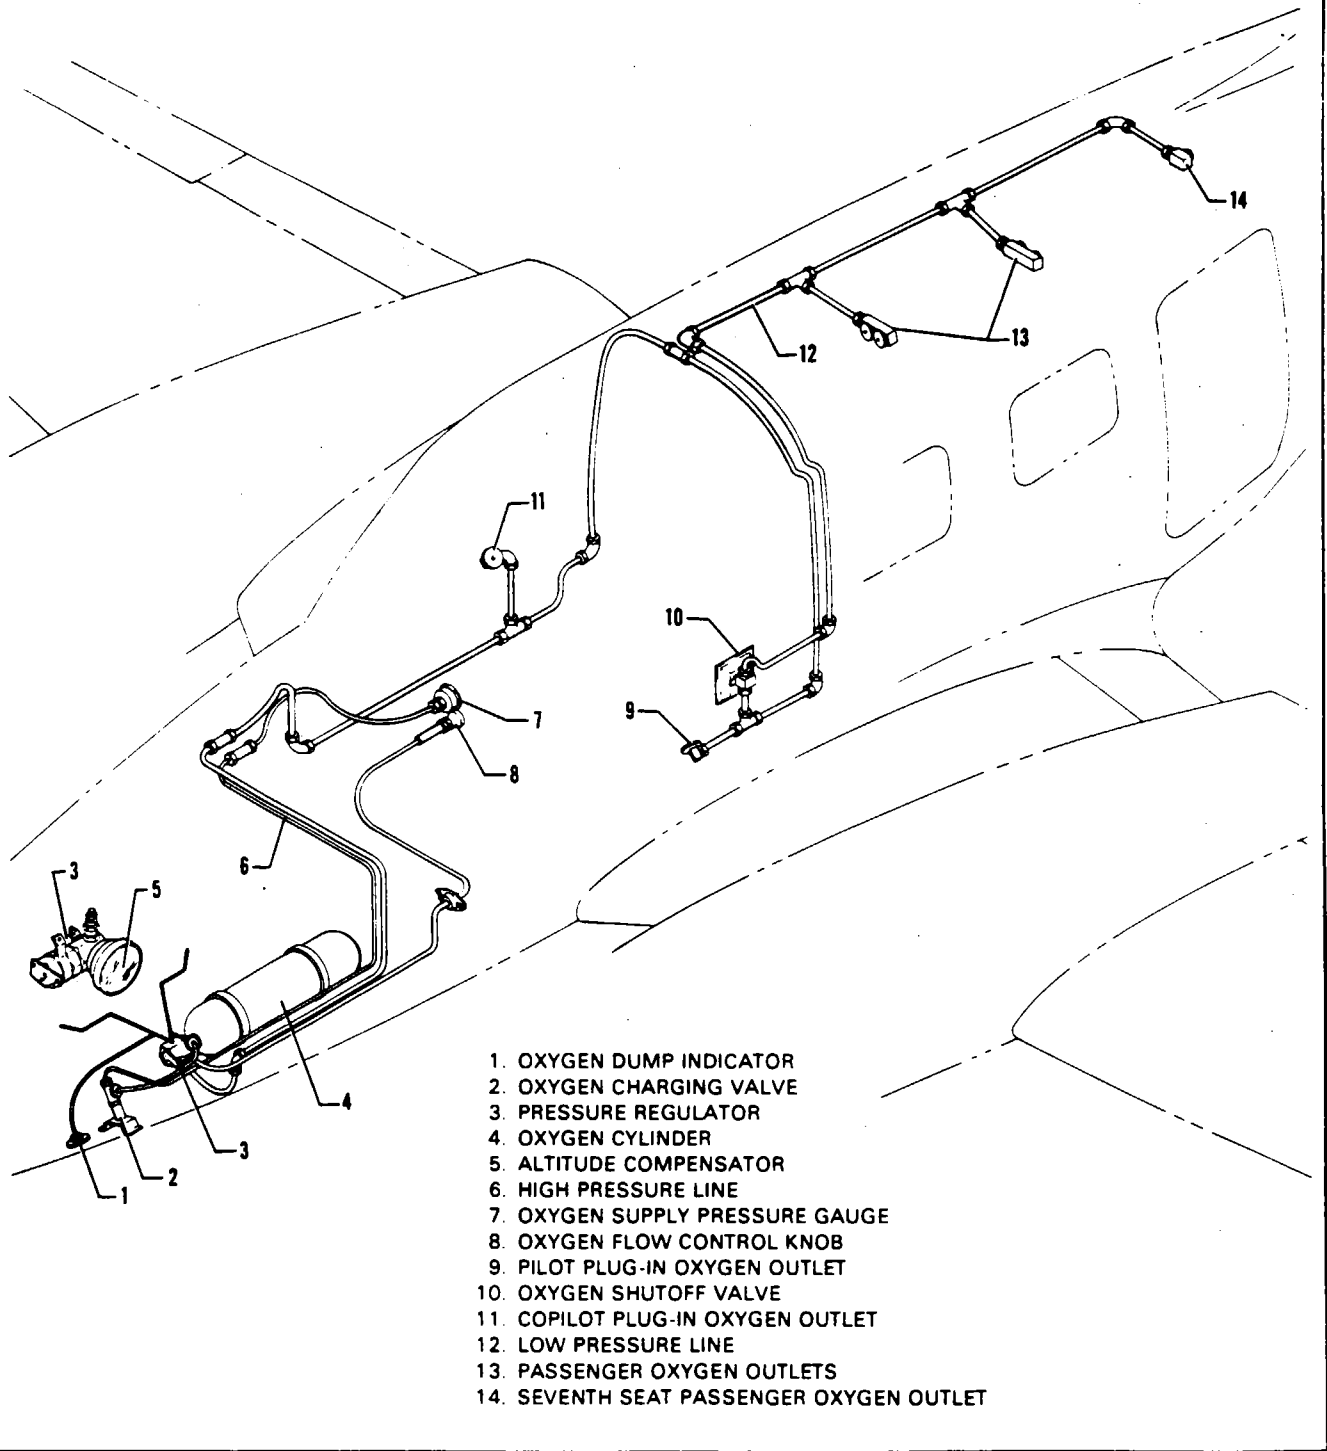 14
13
12
11
10
9
7
8
6
3
5
4
3
2
1
1. OXYGEN DUMP INDICATOR
2. OXYGEN CHARGING VALVE
3. PRESSURE REGULATOR
4. OXYGEN CYLINDER
5. ALTITUDE COMPENSATOR
6. HIGH PRESSURE LINE
7. OXYGEN SUPPLY PRESSURE GAUGE
8. OXYGEN FLOW CONTROL KNOB
9. PILOT PLUG-IN OXYGEN OUTLET
10. OXYGEN SHUTOFF VALVE
11. COPILOT PLUG-IN OXYGEN OUTLET
12. LOW PRESSURE LINE
13. PASSENGER OXYGEN OUTLETS
14. SEVENTH SEAT PASSENGER OXYGEN OUTLET